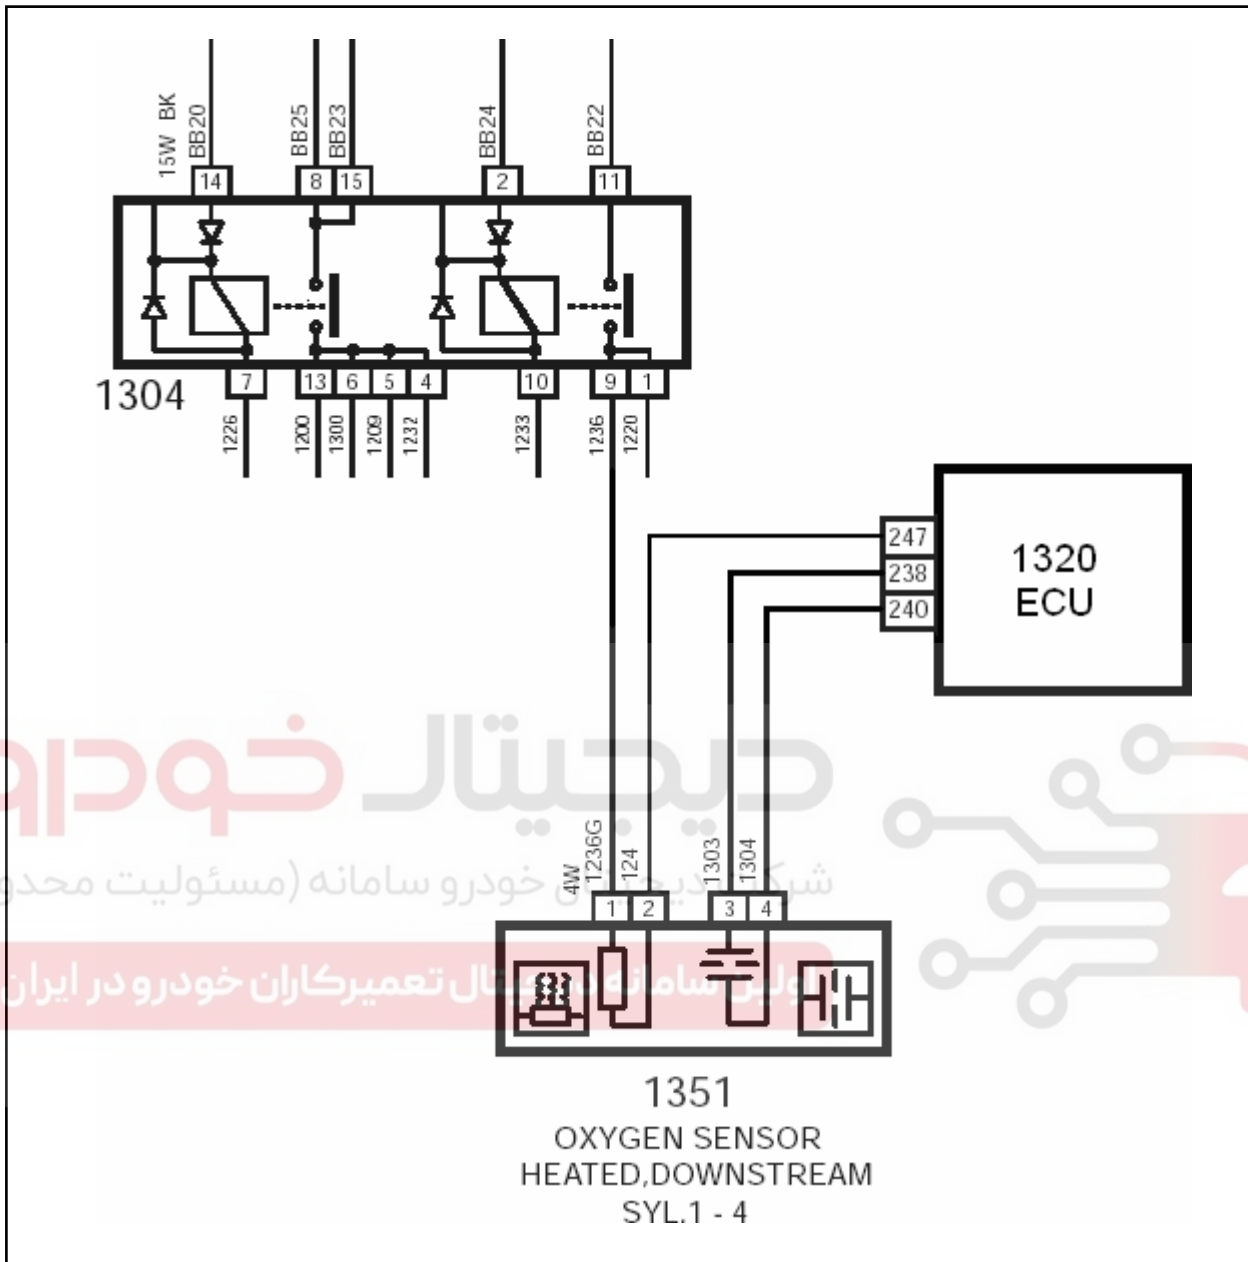 15W BK
BB20
BB25
BB23
BB24
BB22
14 8 15 2 11
1304
7 13 6 5 4 10 9 1
1226
1200
1300
1209
1232
1233
1236
1220
247
238
240
1320
ECU
دیجیتال خودرو
شرکت دیجیتال خودرو سامانه (مسئولیت محدو
اولین سامانه دیجیتال تعمیرکاران خودرو در ایران
4W
1236G
124
1303
1304
1 2 3 4
1351
OXYGEN SENSOR
HEATED,DOWNSTREAM
SYL.1 - 4